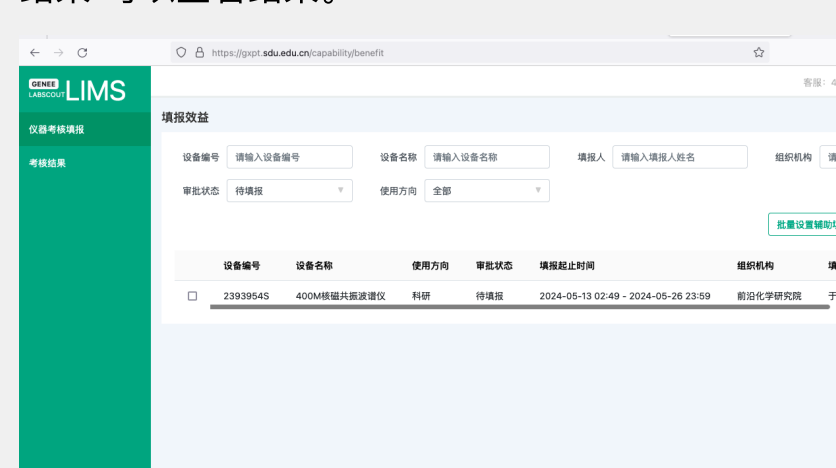 https://gxpt.sdu.edu.cn/capability/benefit
GENEE
LABSCOUT LIMS
客服: 4
仪器考核填报
考核结果
填报效益
设备编号 请输入设备编号 设备名称 请输入设备名称 填报人 请输入填报人姓名 组织机构
审批状态 待填报 使用方向 全部
批量设置辅助
设备编号 设备名称 使用方向 审批状态 填报起止时间 组织机构
2393954S 400M核磁共振波谱仪 科研 待填报 2024-05-13 02:49 - 2024-05-26 23:59 前沿化学研究院 于